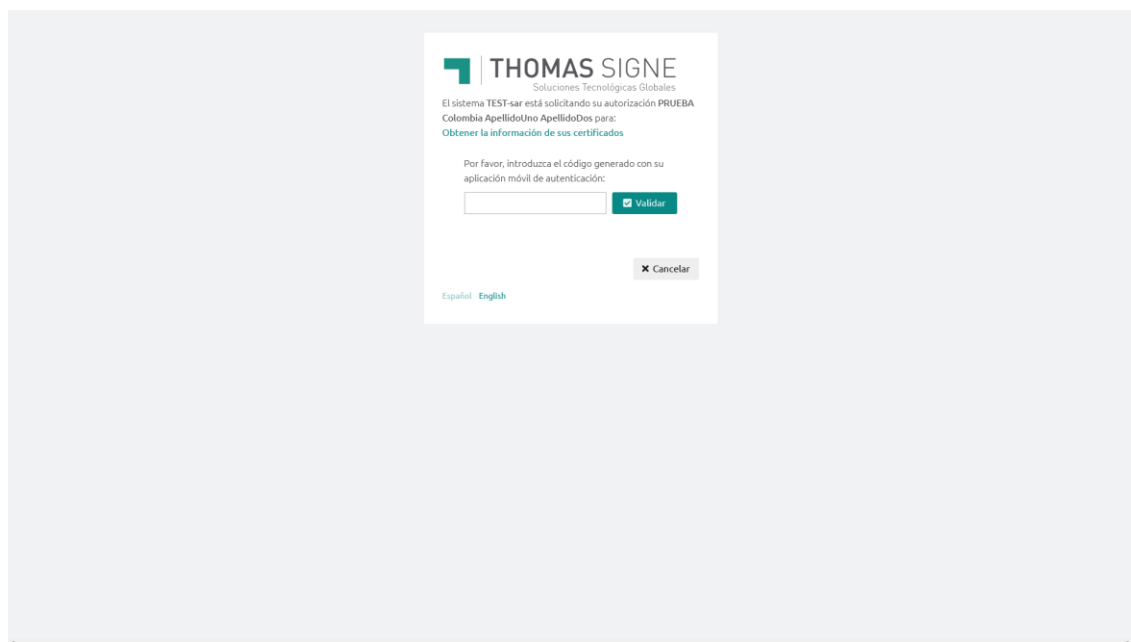 THOMAS SIGNE
Soluciones Tecnológicas Globales
El sistema TEST-sar está solicitando su autorización PRUEBA
Colombia ApellidoUno ApellidoDos para:
Obtener la información de sus certificados
Por favor, introduzca el código generado con su
aplicación móvil de autenticación:
Validar
Cancelar
Español English